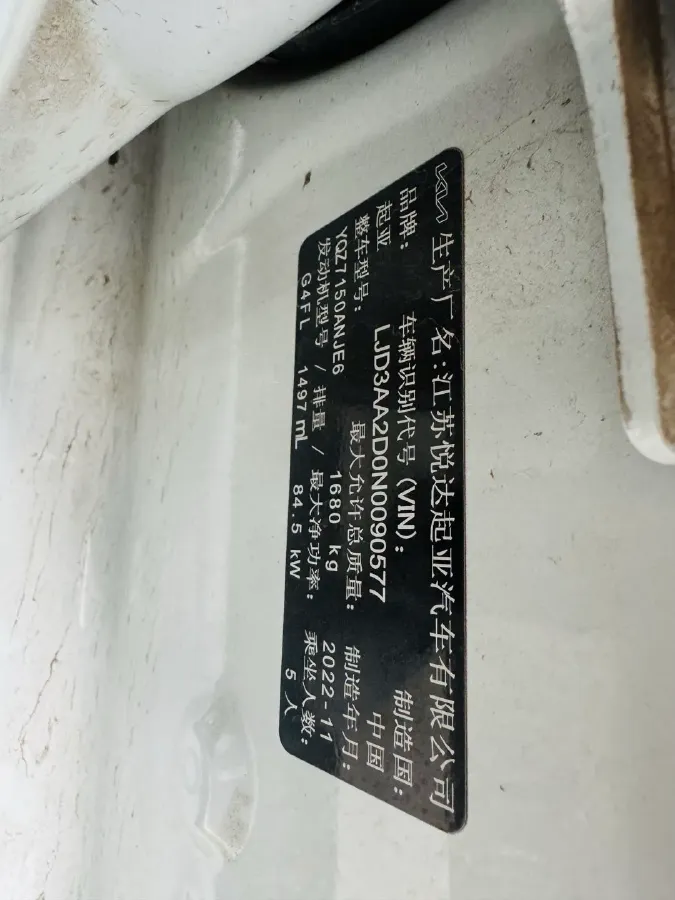 KIA 生产厂名:江苏悦达起亚汽车有限公司
品牌: 车辆识别代号 (VIN): 制造国:
起亚 LJD3AA2D0N0090577 中国
整车型号: 最大允许总质量: 制造年月:
YQZ7150ANJE6 1680 kg 2022-11
发动机型号 / 排量 / 最大净功率: 乘坐人数:
G4FL 1497 mL 84.5 kW 5 人